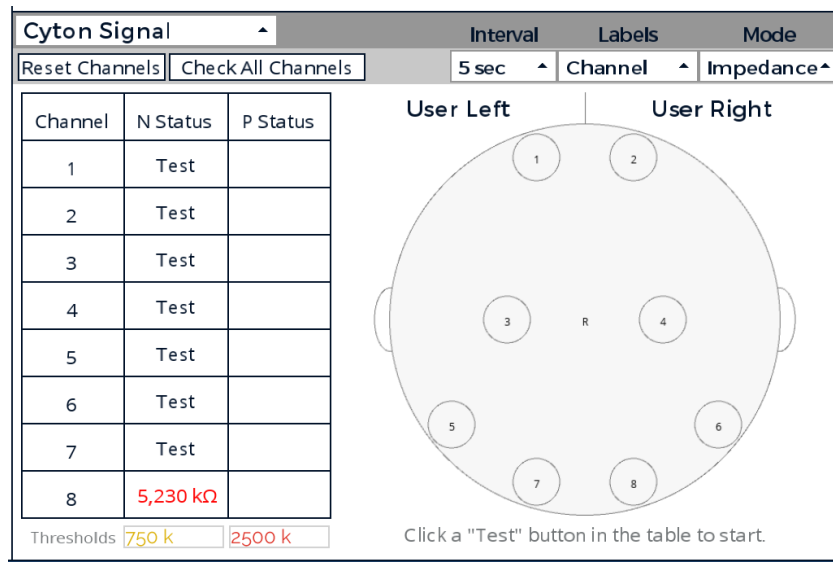 Cyton Signal Interval Labels Mode
Reset Channels Check All Channels 5 sec Channel Impedance
Channel N Status P Status User Left User Right
1 Test 1 2
2 Test
3 Test
4 Test 3 R 4
5 Test
6 Test 5 6
7 Test 7 8
8 5,230 kΩ
Thresholds 750 k 2500 k Click a "Test" button in the table to start.